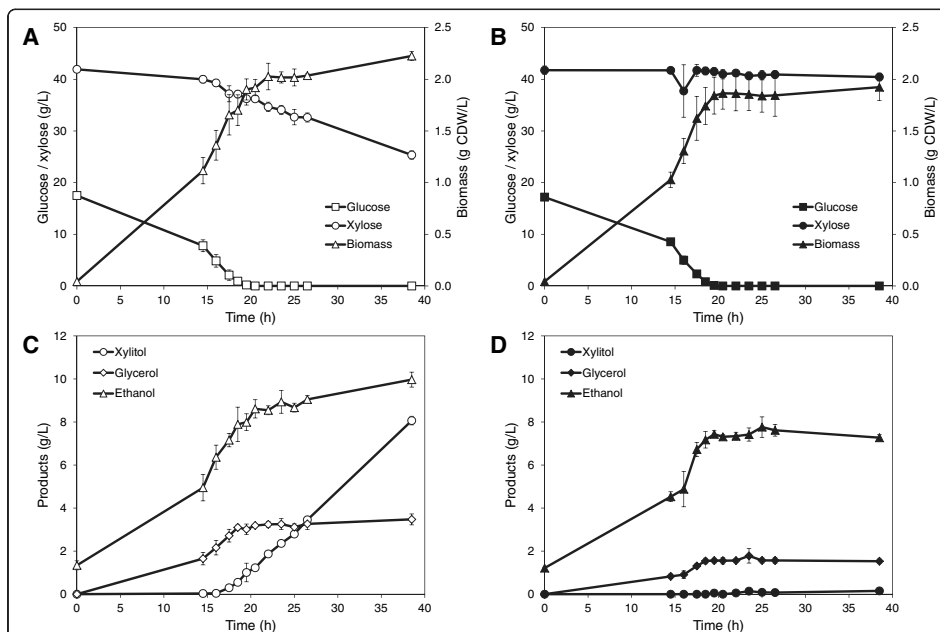 A
50
40
30
20
10
0
Glucose / xylose (g/L)
2.5
2.0
1.5
1.0
0.5
0.0
Biomass (g CDW/L)
Glucose
Xylose
Biomass
0 5 10 15 20 25 30 35 40
Time (h)
B
50
40
30
20
10
0
Glucose / xylose (g/L)
2.5
2.0
1.5
1.0
0.5
0.0
Biomass (g CDW/L)
Glucose
Xylose
Biomass
0 5 10 15 20 25 30 35 40
Time (h)
C
12
10
8
6
4
2
0
Products (g/L)
Xylitol
Glycerol
Ethanol
0 5 10 15 20 25 30 35 40
Time (h)
D
12
10
8
6
4
2
0
Products (g/L)
Xylitol
Glycerol
Ethanol
0 5 10 15 20 25 30 35 40
Time (h)